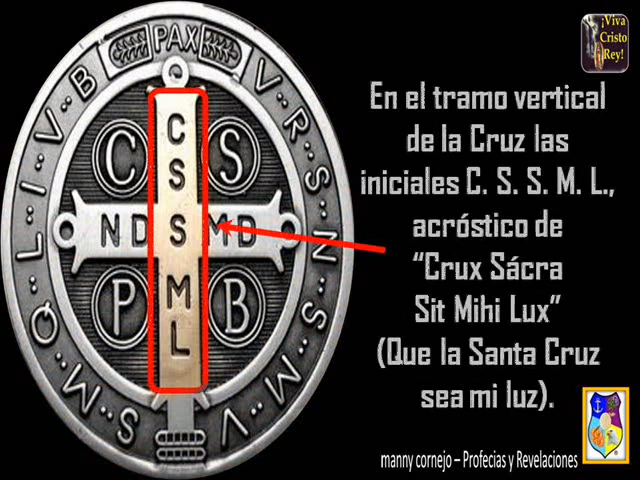 ¡Viva
Cristo
Rey!
PAX
V · R · S · N · S · M · V · S · M · Q · L · I · V · B
C S
C
S
S
M
L
N D S M D
P B
En el tramo vertical
de la Cruz las
iniciales C. S. S. M. L.,
acróstico de
“Crux Sácra
Sit Mihi Lux”
(Que la Santa Cruz
sea mi luz).
manny cornejo – Profecias y Revelaciones